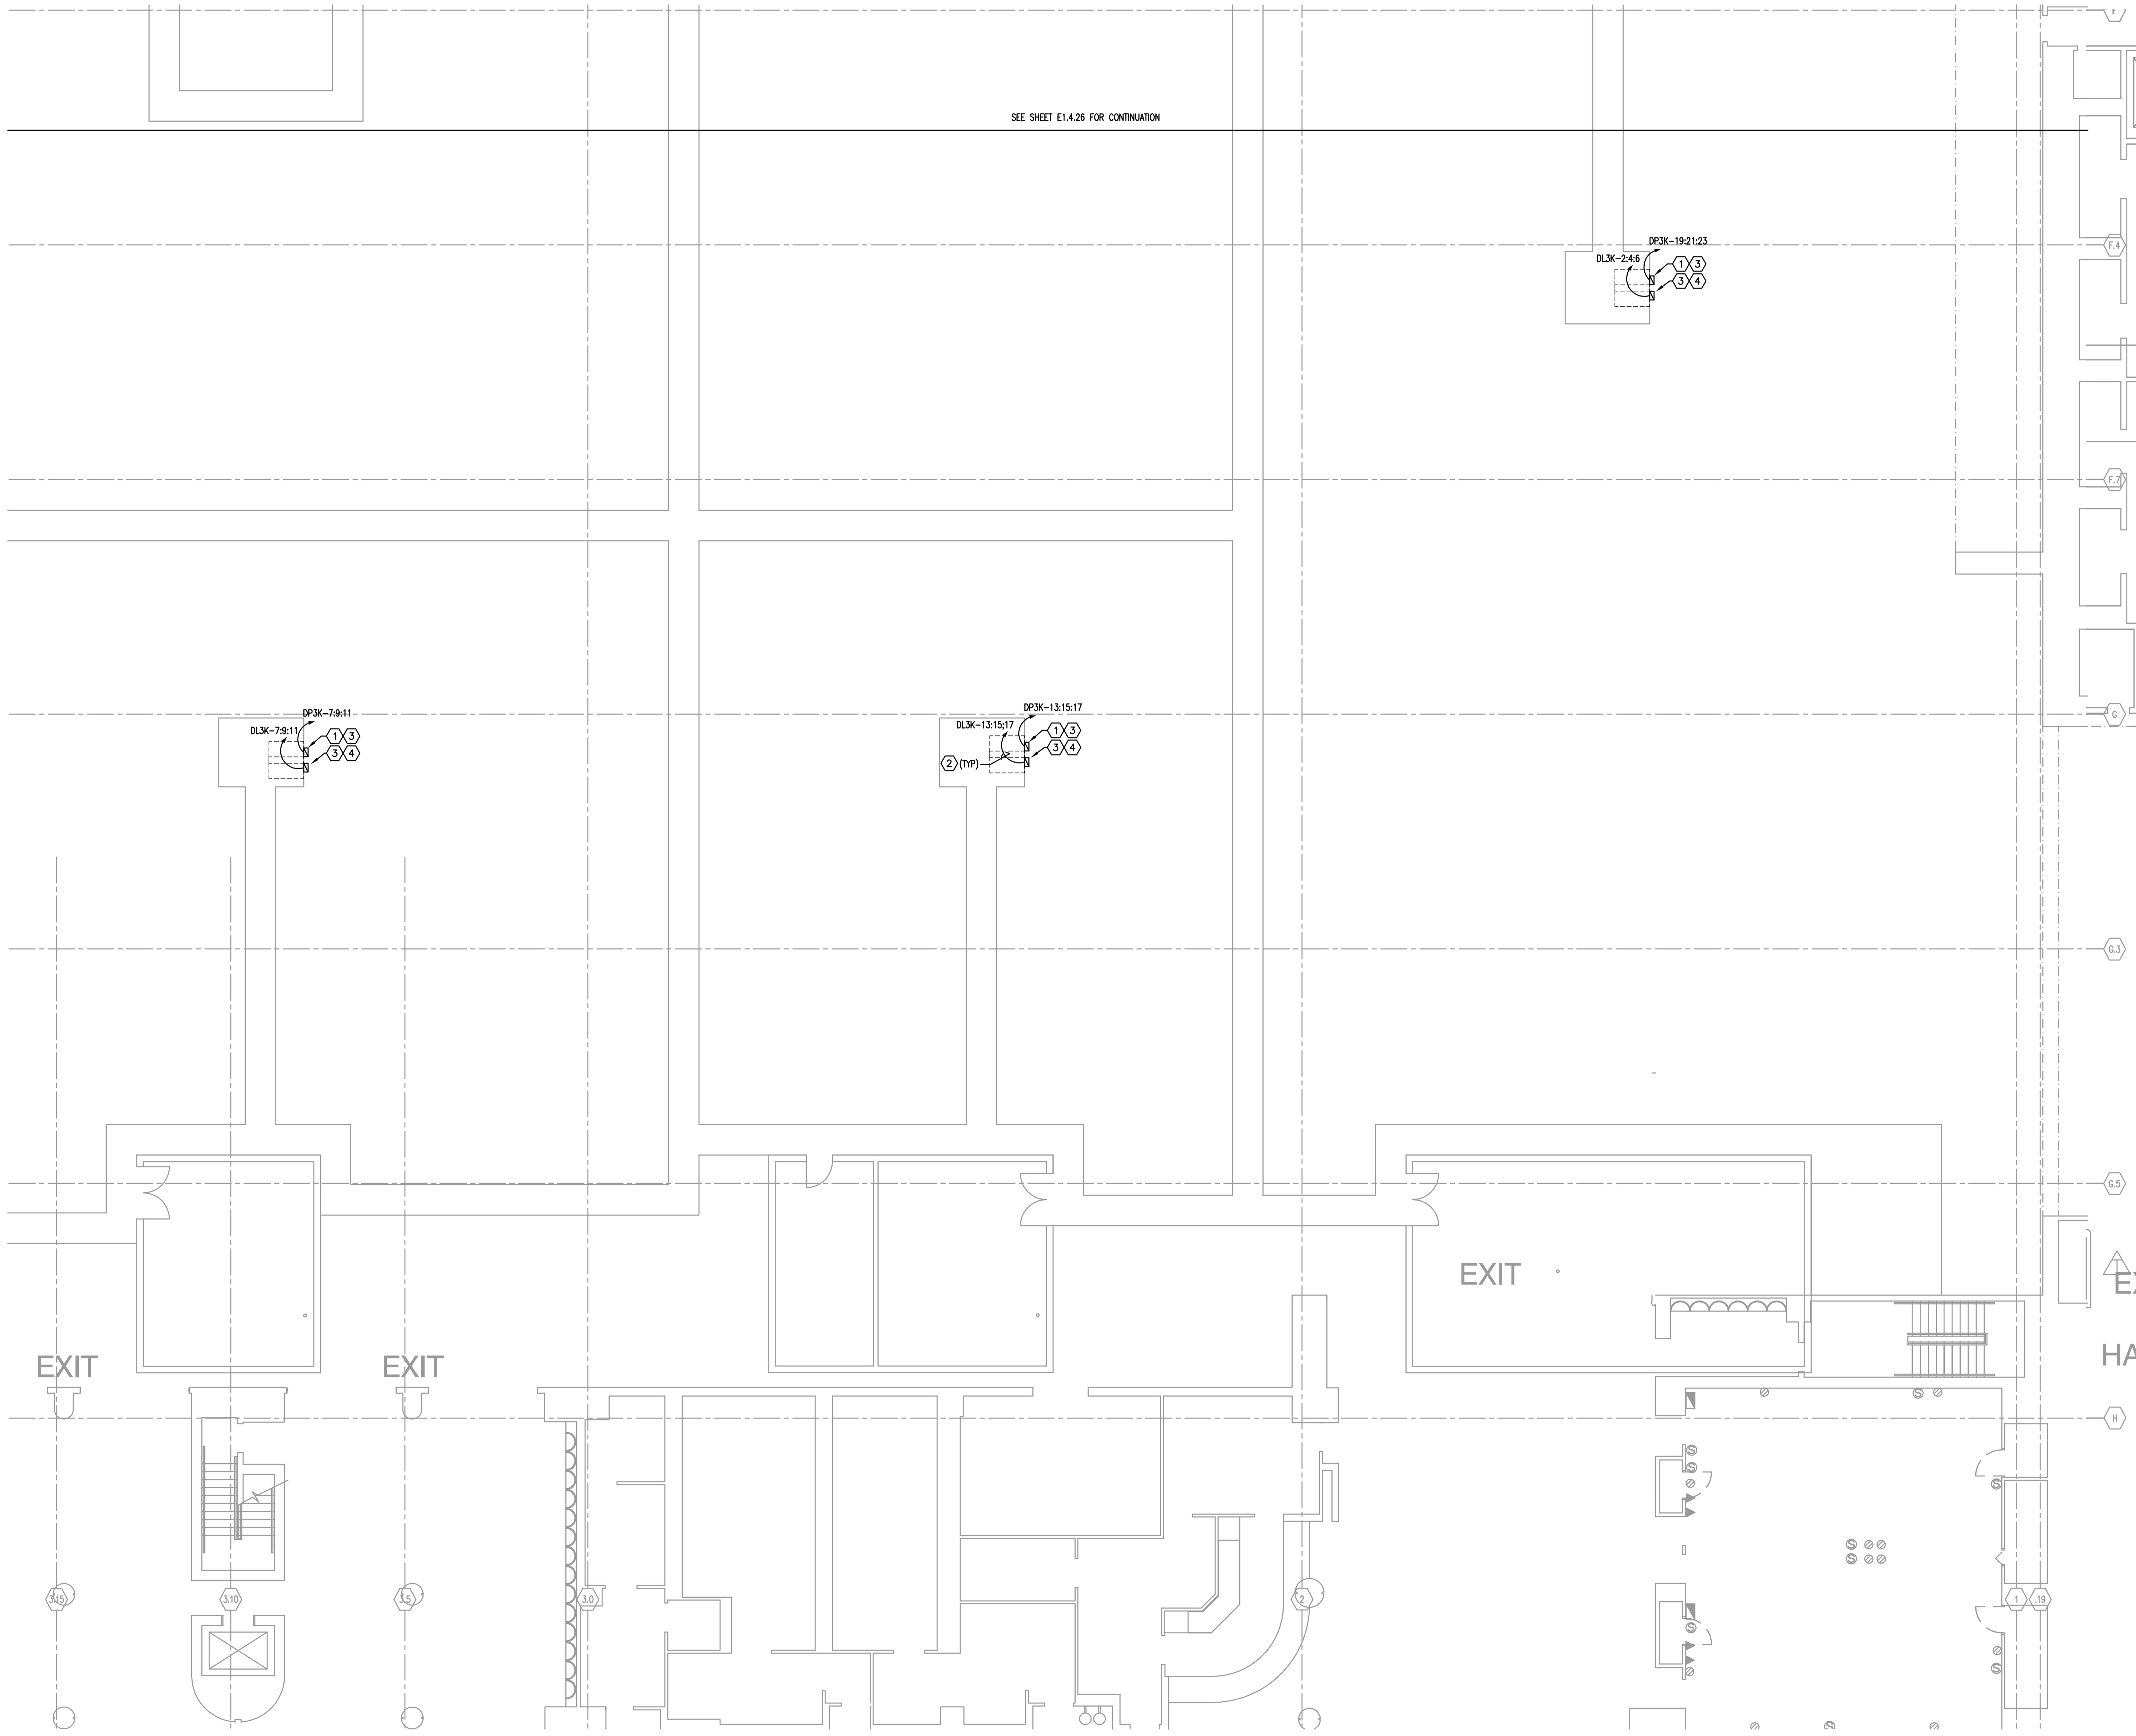 F
SEE SHEET E1.4.26 FOR CONTINUATION
DP3K-19:21:23
F.4
DL3K-2:4:6
1 3
3 4
F.7
DP3K-7:9:11
DL3K-7:9:11
1 3
3 4
DP3K-13:15:17
DL3K-13:15;17
1 3
3 4
2 (TYP)
G
G.3
G.5
EXIT
EXIT
EXIT
H
S
S
S
S
S
S
S
S
S
3.15
3.10
3.5
3.0
2
1
.19